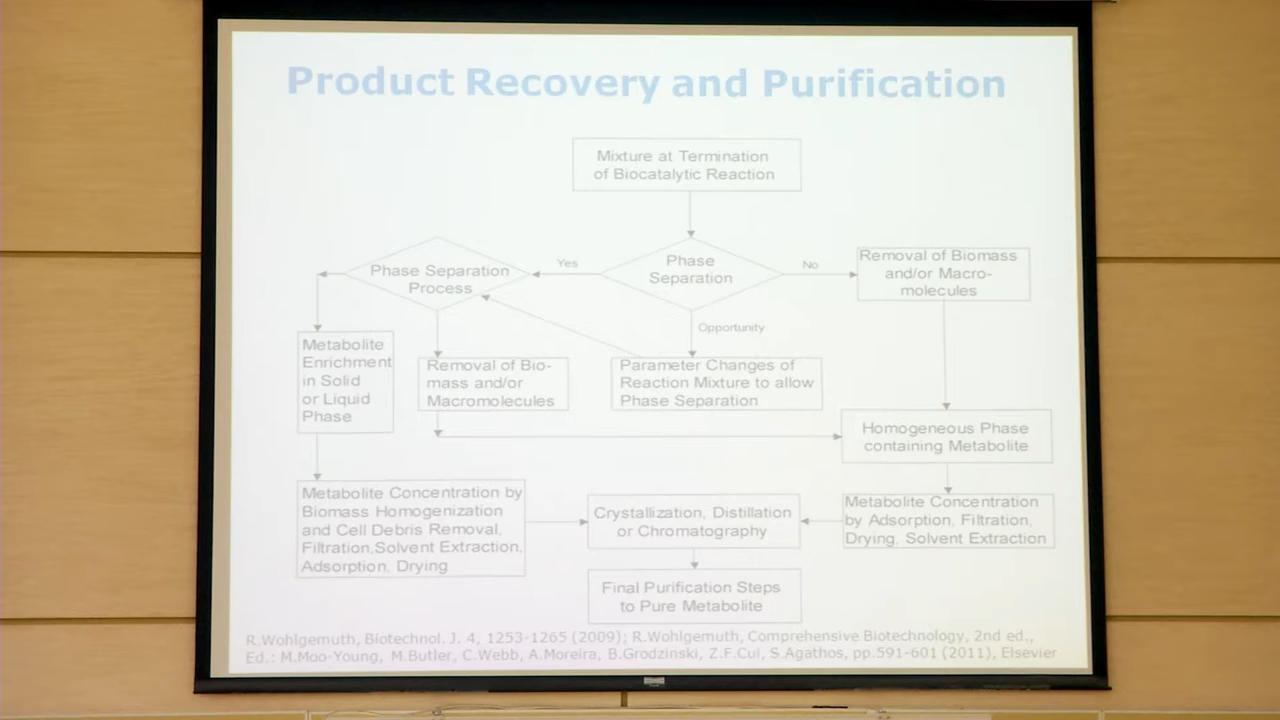 Product Recovery and Purification
Mixture at Termination
of Biocatalytic Reaction
Phase Separation
Process
Yes
Phase
Separation
No
Removal of Biomass
and/or Macro-
molecules
Opportunity
Metabolite
Enrichment
in Solid
or Liquid
Phase
Removal of Bio-
mass and/or
Macromolecules
Parameter Changes of
Reaction Mixture to allow
Phase Separation
Homogeneous Phase
containing Metabolite
Metabolite Concentration by
Biomass Homogenization
and Cell Debris Removal,
Filtration,Solvent Extraction,
Adsorption, Drying
Crystallization, Distillation
or Chromatography
Metabolite Concentration
by Adsorption, Filtration,
Drying, Solvent Extraction
Final Purification Steps
to Pure Metabolite
R.Wohlgemuth, Biotechnol. J. 4, 1253-1265 (2009); R.Wohlgemuth, Comprehensive Biotechnology, 2nd ed.,
Ed.: M.Moo-Young, M.Butler, C.Webb, A.Moreira, B.Grodzinski, Z.F.Cui, S.Agathos, pp.591-601 (2011), Elsevier